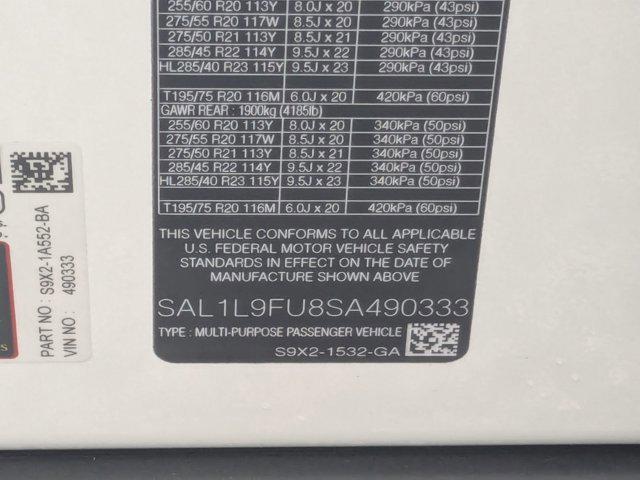 255/60 R20 113Y 8.0J x 20 290kPa (43psi)
275/55 R20 117W 8.5J x 20 290kPa (43psi)
275/50 R21 113Y 8.5J x 21 290kPa (43psi)
285/45 R22 114Y 9.5J x 22 290kPa (43psi)
HL285/40 R23 115Y 9.5J x 23 290kPa (43psi)
T195/75 R20 116M 6.0J x 20 420kPa (60psi)
GAWR REAR : 1900kg (4185lb)
255/60 R20 113Y 8.0J x 20 340kPa (50psi)
275/55 R20 117W 8.5J x 20 340kPa (50psi)
275/50 R21 113Y 8.5J x 21 340kPa (50psi)
285/45 R22 114Y 9.5J x 22 340kPa (50psi)
HL285/40 R23 115Y 9.5J x 23 340kPa (50psi)
T195/75 R20 116M 6.0J x 20 420kPa (60psi)
THIS VEHICLE CONFORMS TO ALL APPLICABLE
U.S. FEDERAL MOTOR VEHICLE SAFETY
STANDARDS IN EFFECT ON THE DATE OF
MANUFACTURE SHOWN ABOVE
SAL1L9FU8SA490333
TYPE : MULTI-PURPOSE PASSENGER VEHICLE
S9X2-1532-GA
PART NO : S9X2-1A552-BA
VIN NO : 490333